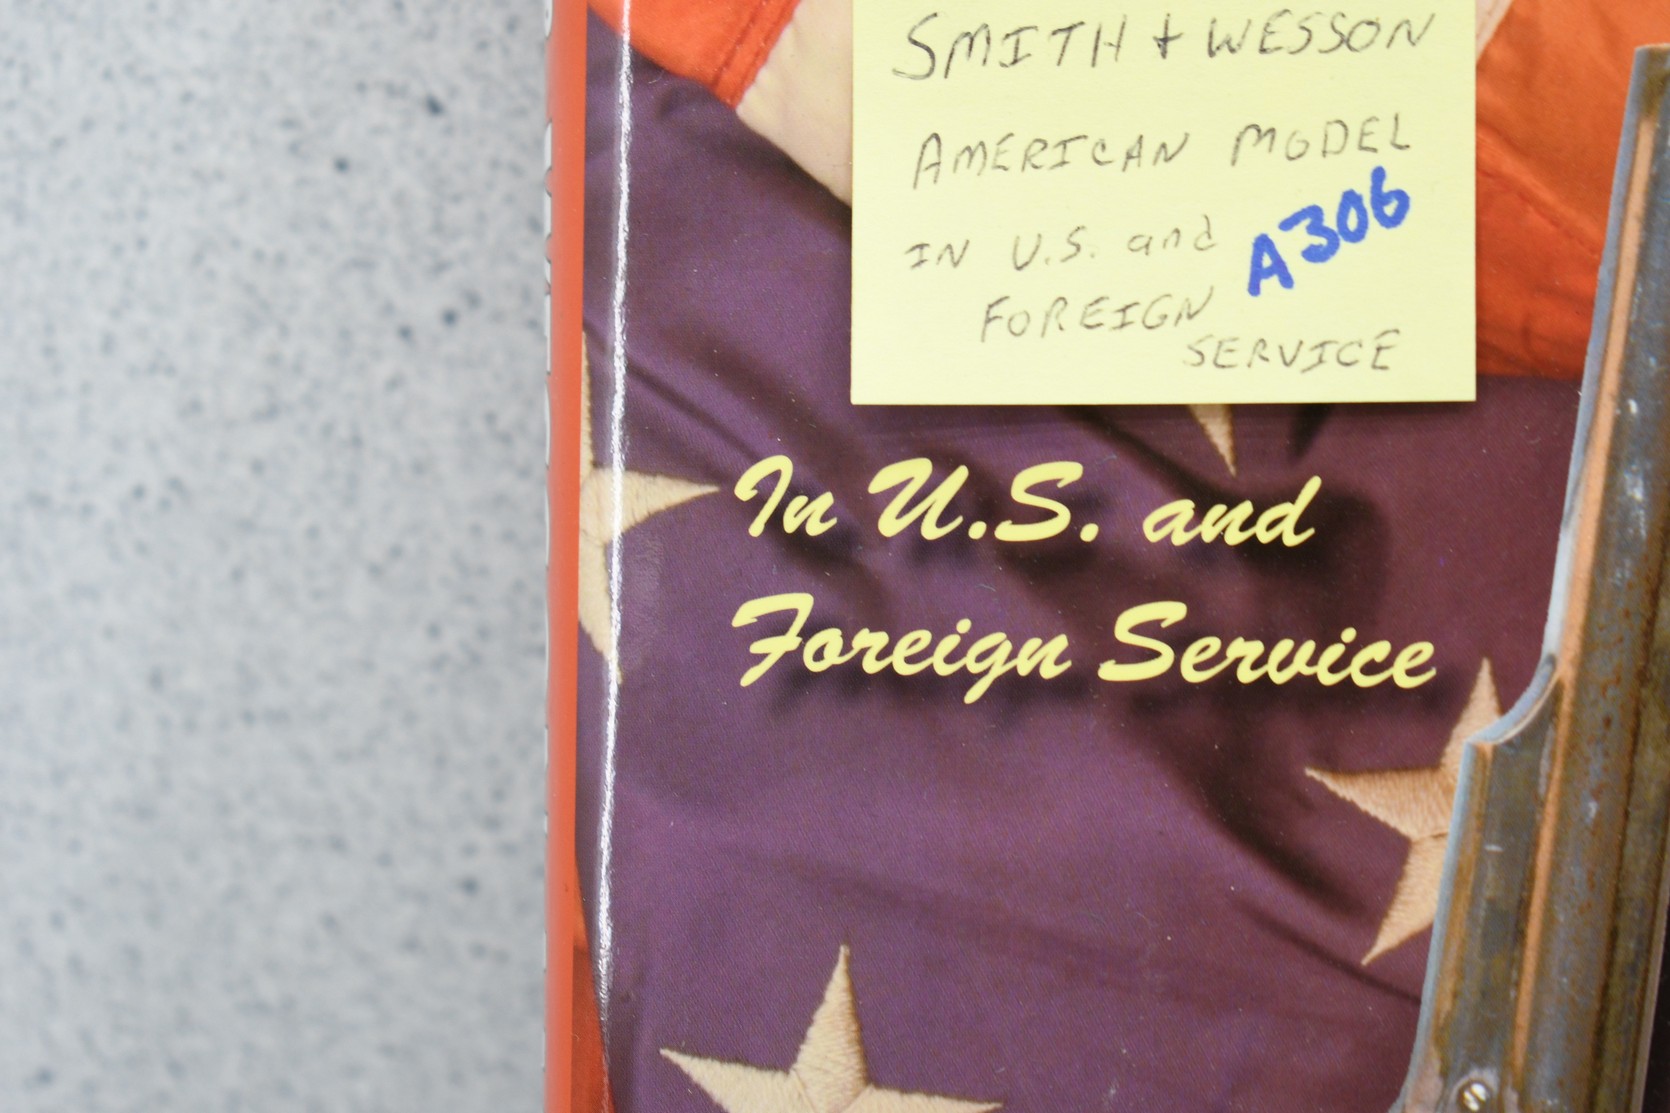 SMITH + WESSON
AMERICAN MODEL
IN U.S. and
A306
FOREIGN
SERVICE
In U.S. and
Foreign Service